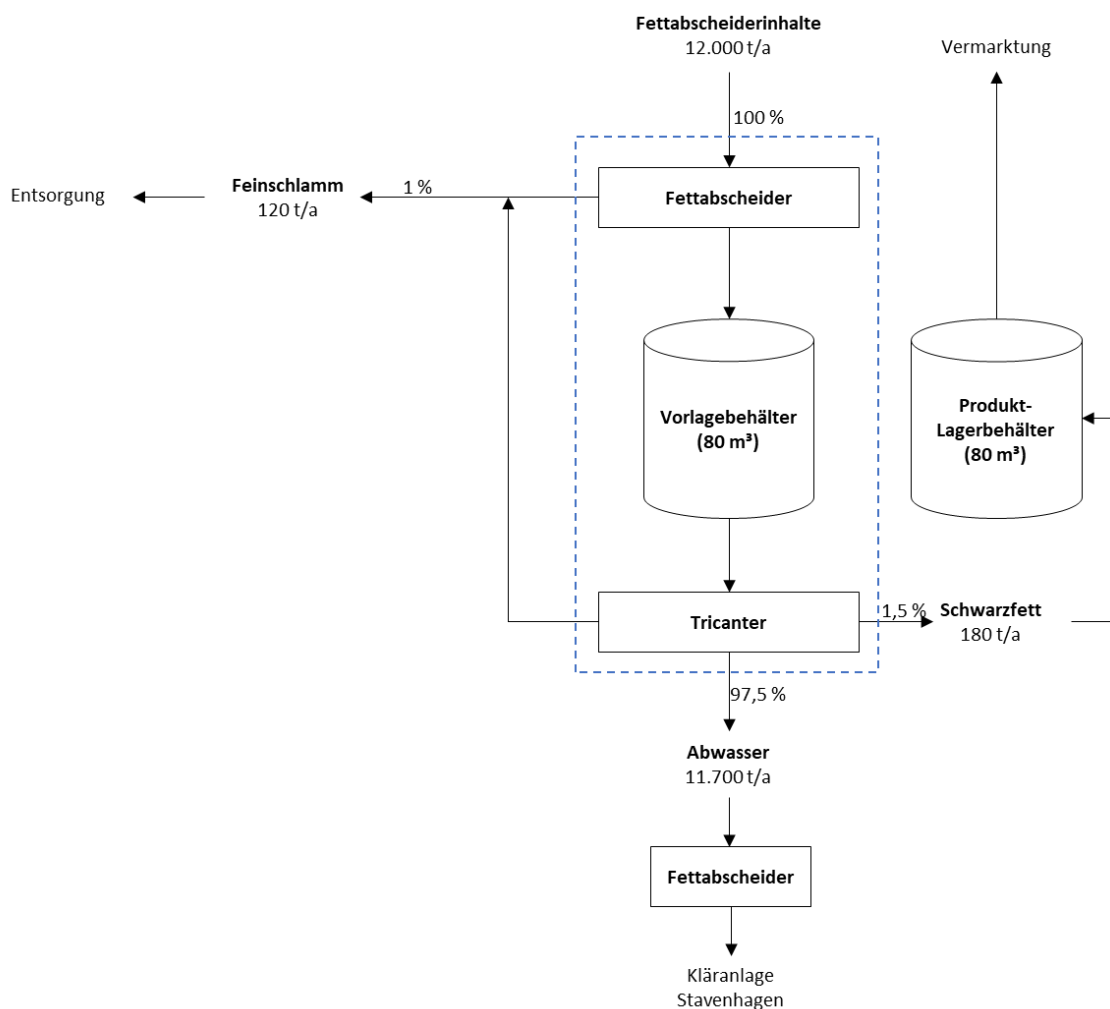 Fettabscheiderinhalte
12.000 t/a
Vermarktung
100 %
Entsorgung
Feinschlamm
120 t/a
1 %
Fettabscheider
Vorlagebehälter
(80 m³)
Produkt-
Lagerbehälter
(80 m³)
Tricanter
1,5 %
Schwarzfett
180 t/a
97,5 %
Abwasser
11.700 t/a
Fettabscheider
Kläranlage
Stavenhagen